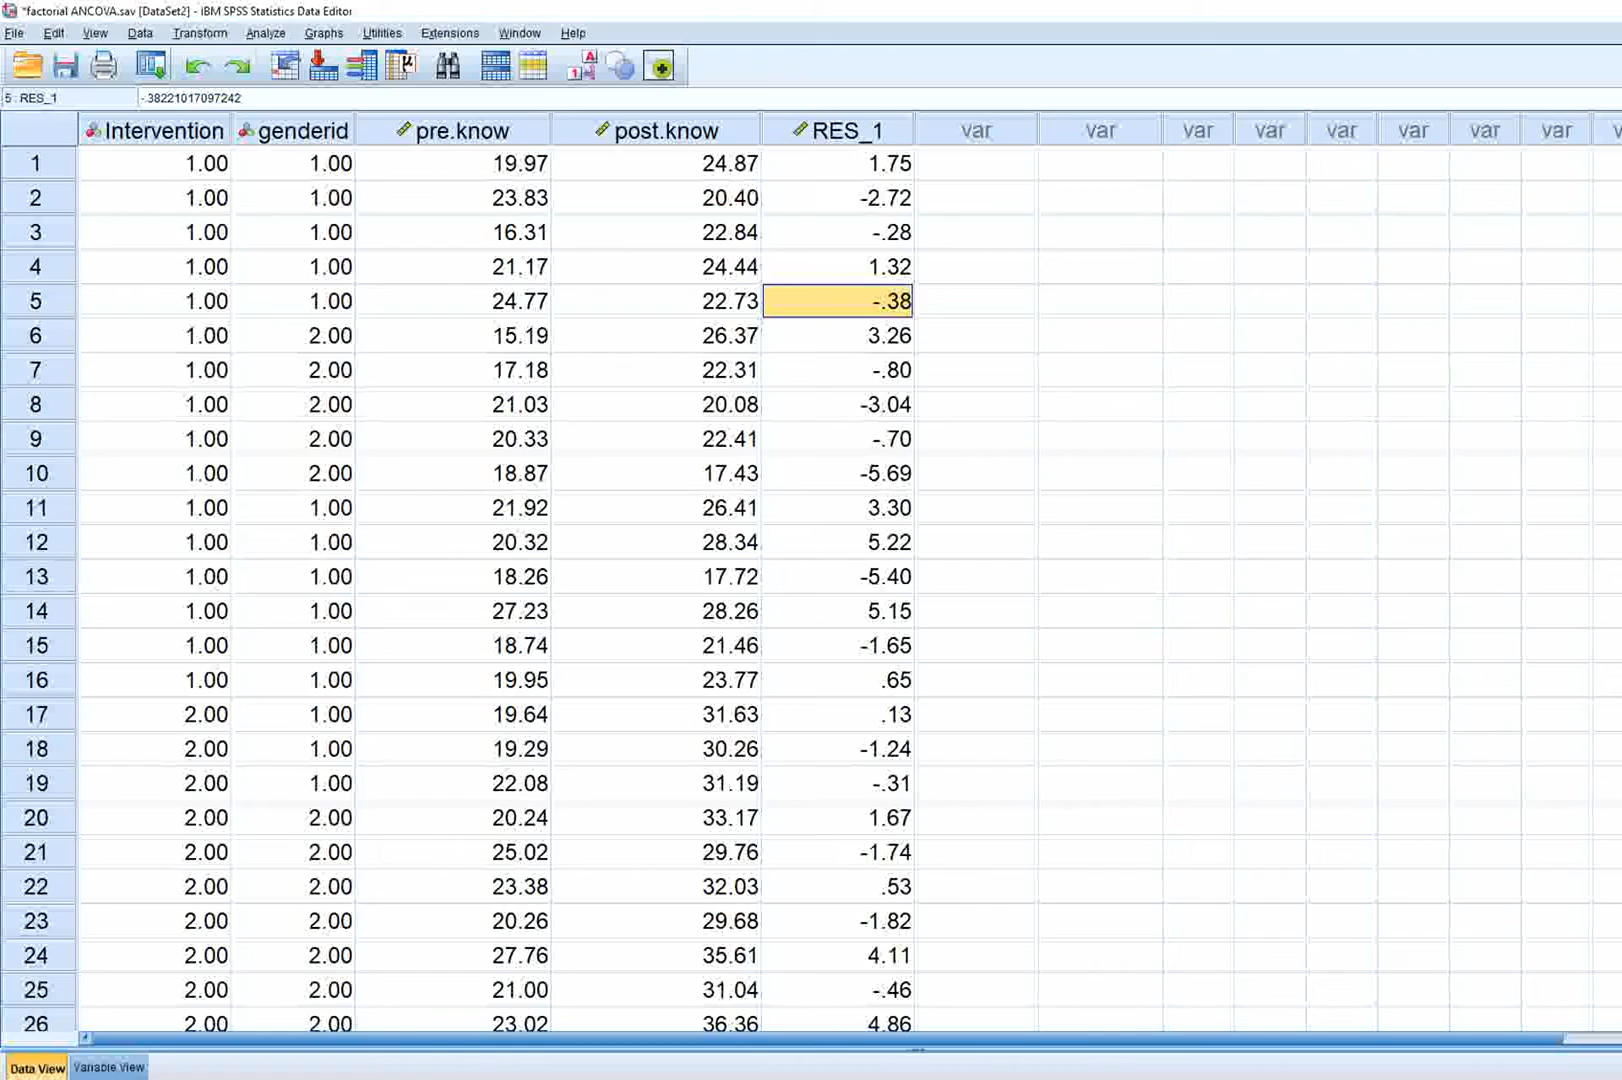 *factorial ANCOVA.sav [DataSet2] - IBM SPSS Statistics Data Editor
File Edit View Data Transform Analyze Graphs Utilities Extensions Window Help
5 : RES_1 -.38221017097242
Intervention genderid pre.know post.know RES_1 var var var var var var var var
1 1.00 1.00 19.97 24.87 1.75
2 1.00 1.00 23.83 20.40 -2.72
3 1.00 1.00 16.31 22.84 -.28
4 1.00 1.00 21.17 24.44 1.32
5 1.00 1.00 24.77 22.73 -.38
6 1.00 2.00 15.19 26.37 3.26
7 1.00 2.00 17.18 22.31 -.80
8 1.00 2.00 21.03 20.08 -3.04
9 1.00 2.00 20.33 22.41 -.70
10 1.00 2.00 18.87 17.43 -5.69
11 1.00 1.00 21.92 26.41 3.30
12 1.00 1.00 20.32 28.34 5.22
13 1.00 1.00 18.26 17.72 -5.40
14 1.00 1.00 27.23 28.26 5.15
15 1.00 1.00 18.74 21.46 -1.65
16 1.00 1.00 19.95 23.77 .65
17 2.00 1.00 19.64 31.63 .13
18 2.00 1.00 19.29 30.26 -1.24
19 2.00 1.00 22.08 31.19 -.31
20 2.00 2.00 20.24 33.17 1.67
21 2.00 2.00 25.02 29.76 -1.74
22 2.00 2.00 23.38 32.03 .53
23 2.00 2.00 20.26 29.68 -1.82
24 2.00 2.00 27.76 35.61 4.11
25 2.00 2.00 21.00 31.04 -.46
26 2.00 2.00 23.02 36.36 4.86
Data View Variable View